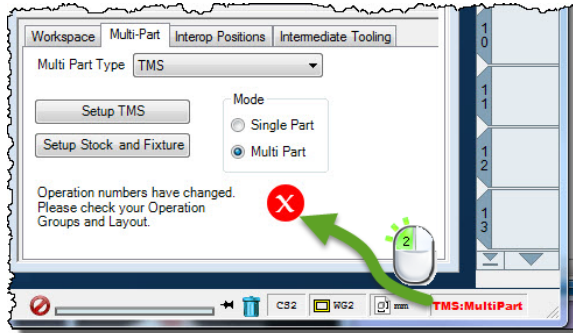 Workspace Multi-Part Interop Positions Intermediate Tooling
Multi Part Type TMS
Setup TMS
Setup Stock and Fixture
Mode
Single Part
Multi Part
Operation numbers have changed.
Please check your Operation
Groups and Layout.
X
2
10
11
12
13
CS2 WG2 mm TMS:MultiPart